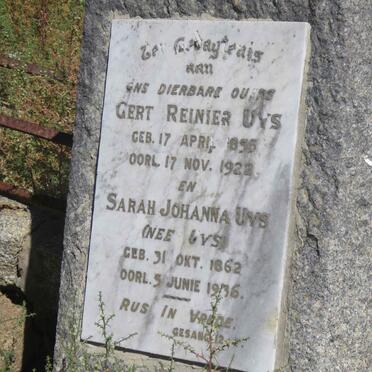 Ter Gedagtenis
aan
ons dierbare ouers
Gert Reinier Uys
Geb. 17 April
Oorl. 17 Nov. 1922
en
Sarah Johanna Uys
(nee Uys)
Geb. 31 Okt. 1862
Oorl. 5 Junie 1936.
Rus in Vrede.
Gesang